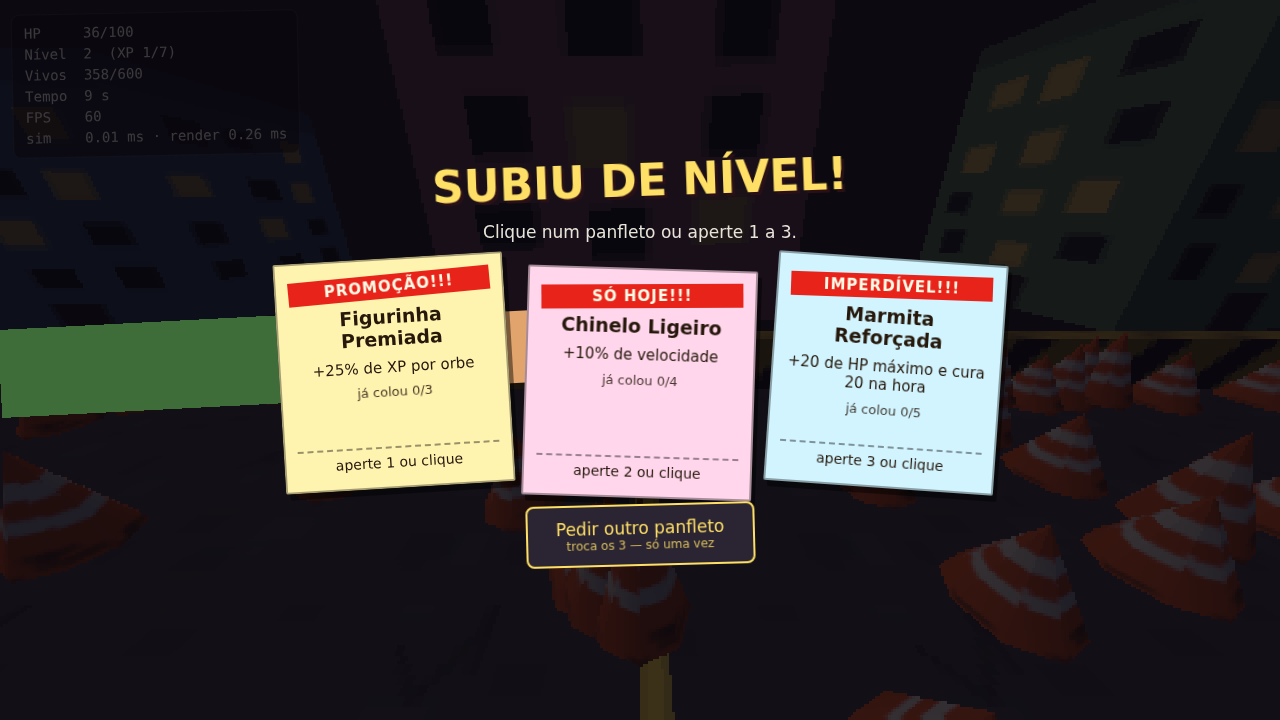 HP 36/100
Nível 2 (XP 1/7)
Vivos 358/600
Tempo 9 s
FPS 60
sim 0.01 ms · render 0.26 ms
SUBIU DE NÍVEL!
Clique num panfleto ou aperte 1 a 3.
PROMOÇÃO!!!
Figurinha
Premiada
+25% de XP por orbe
já colou 0/3
aperte 1 ou clique
SÓ HOJE!!!
Chinelo Ligeiro
+10% de velocidade
já colou 0/4
aperte 2 ou clique
IMPERDÍVEL!!!
Marmita
Reforçada
+20 de HP máximo e cura
20 na hora
já colou 0/5
aperte 3 ou clique
Pedir outro panfleto
troca os 3 — só uma vez